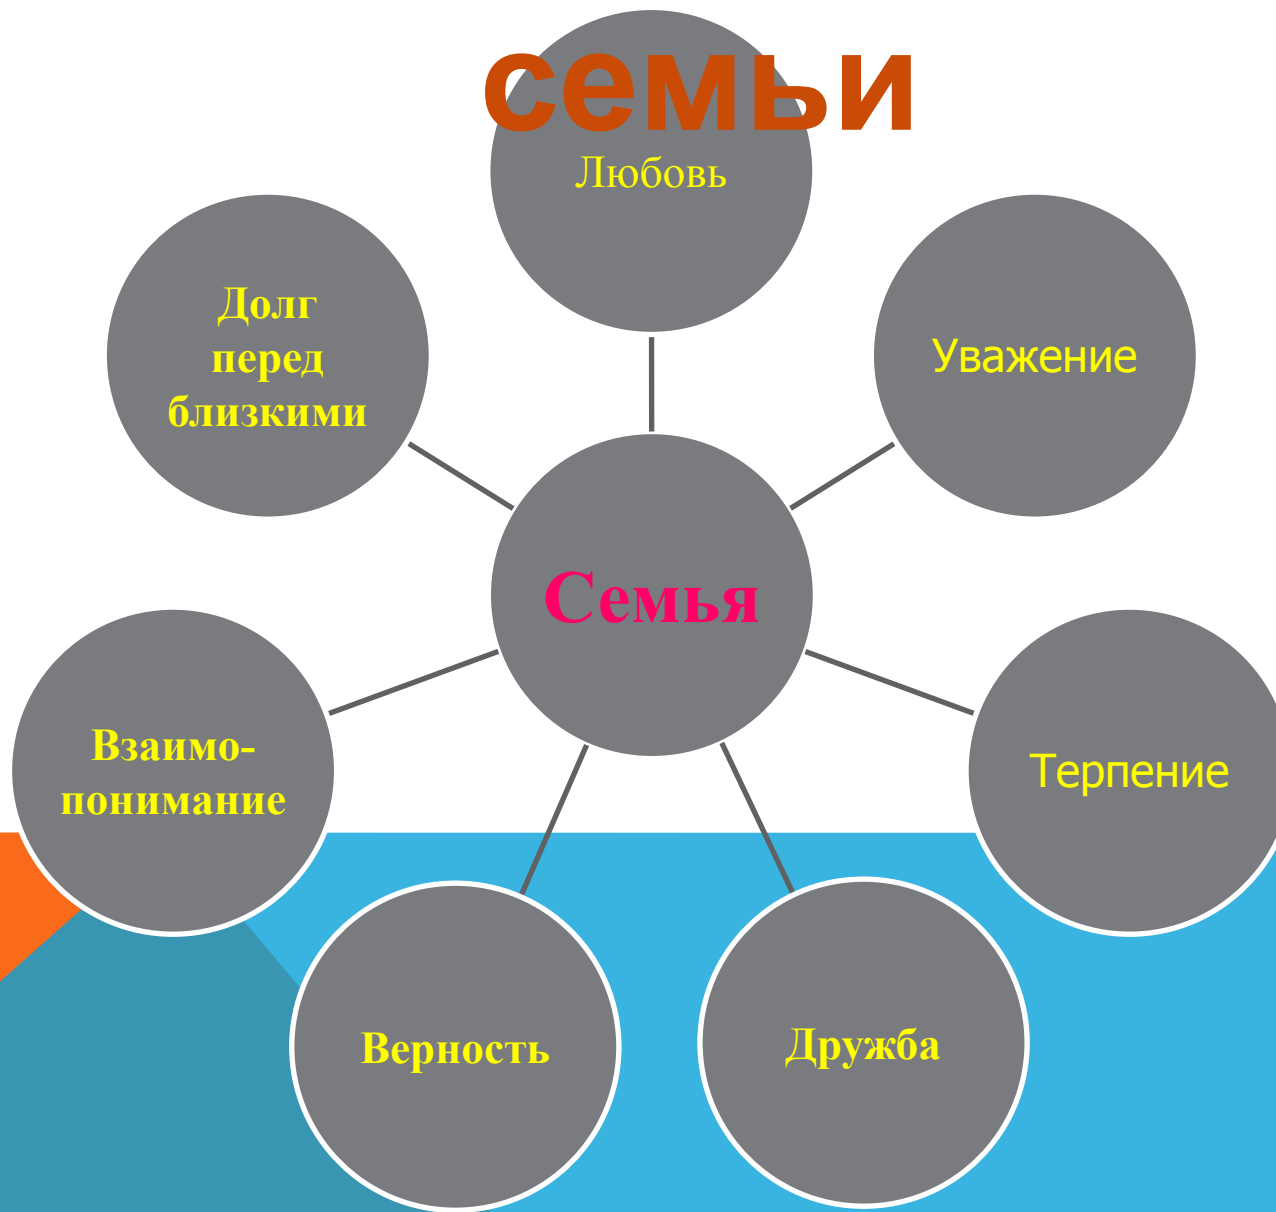 семьи
Любовь
Долг
перед
близкими
Уважение
Семья
Взаимо-
понимание
Терпение
Верность
Дружба